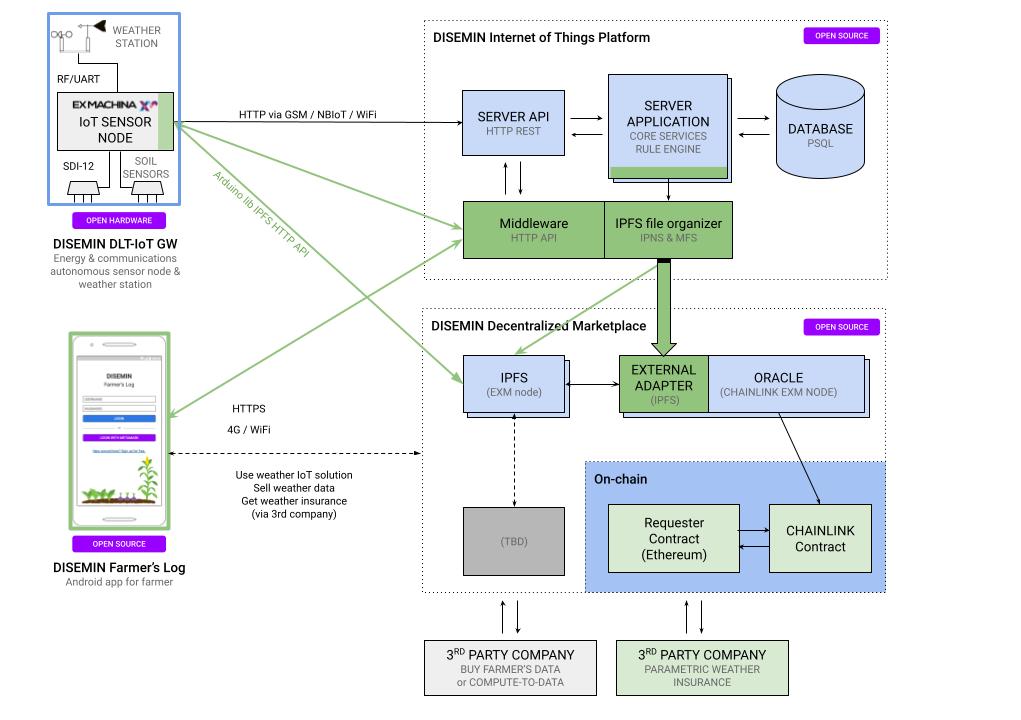 WEATHER
STATION
RF/UART
EX MACHINA
IoT SENSOR
NODE
SDI-12
SOIL
SENSORS
OPEN HARDWARE
DISEMIN DLT-IoT GW
Energy & communications
autonomous sensor node &
weather station
HTTP via GSM / NBIoT / WiFi
Arduino lib IPFS HTTP API
DISEMIN Internet of Things Platform
OPEN SOURCE
SERVER API
HTTP REST
SERVER
APPLICATION
CORE SERVICES
RULE ENGINE
DATABASE
PSQL
Middleware
HTTP API
IPFS file organizer
IPNS & MFS
DISEMIN Decentralized Marketplace
OPEN SOURCE
IPFS
(EXM node)
EXTERNAL
ADAPTER
(IPFS)
ORACLE
(CHAINLINK EXM NODE)
DISEMIN
Farmer's Log
LOGIN
LOGIN WITH METAMASK
HTTPS
4G / WiFi
Use weather IoT solution
Sell weather data
Get weather insurance
(via 3rd company)
OPEN SOURCE
DISEMIN Farmer's Log
Android app for farmer
(TBD)
On-chain
Requester
Contract
(Ethereum)
CHAINLINK
Contract
3RD PARTY COMPANY
BUY FARMER'S DATA
or COMPUTE-TO-DATA
3RD PARTY COMPANY
PARAMETRIC WEATHER
INSURANCE